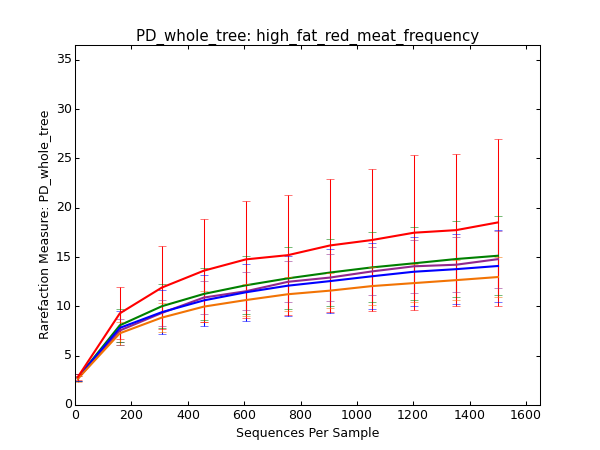 PD_whole_tree: high_fat_red_meat_frequency
35
30
25
20
15
10
5
0
Rarefaction Measure: PD_whole_tree
0 200 400 600 800 1000 1200 1400 1600
Sequences Per Sample